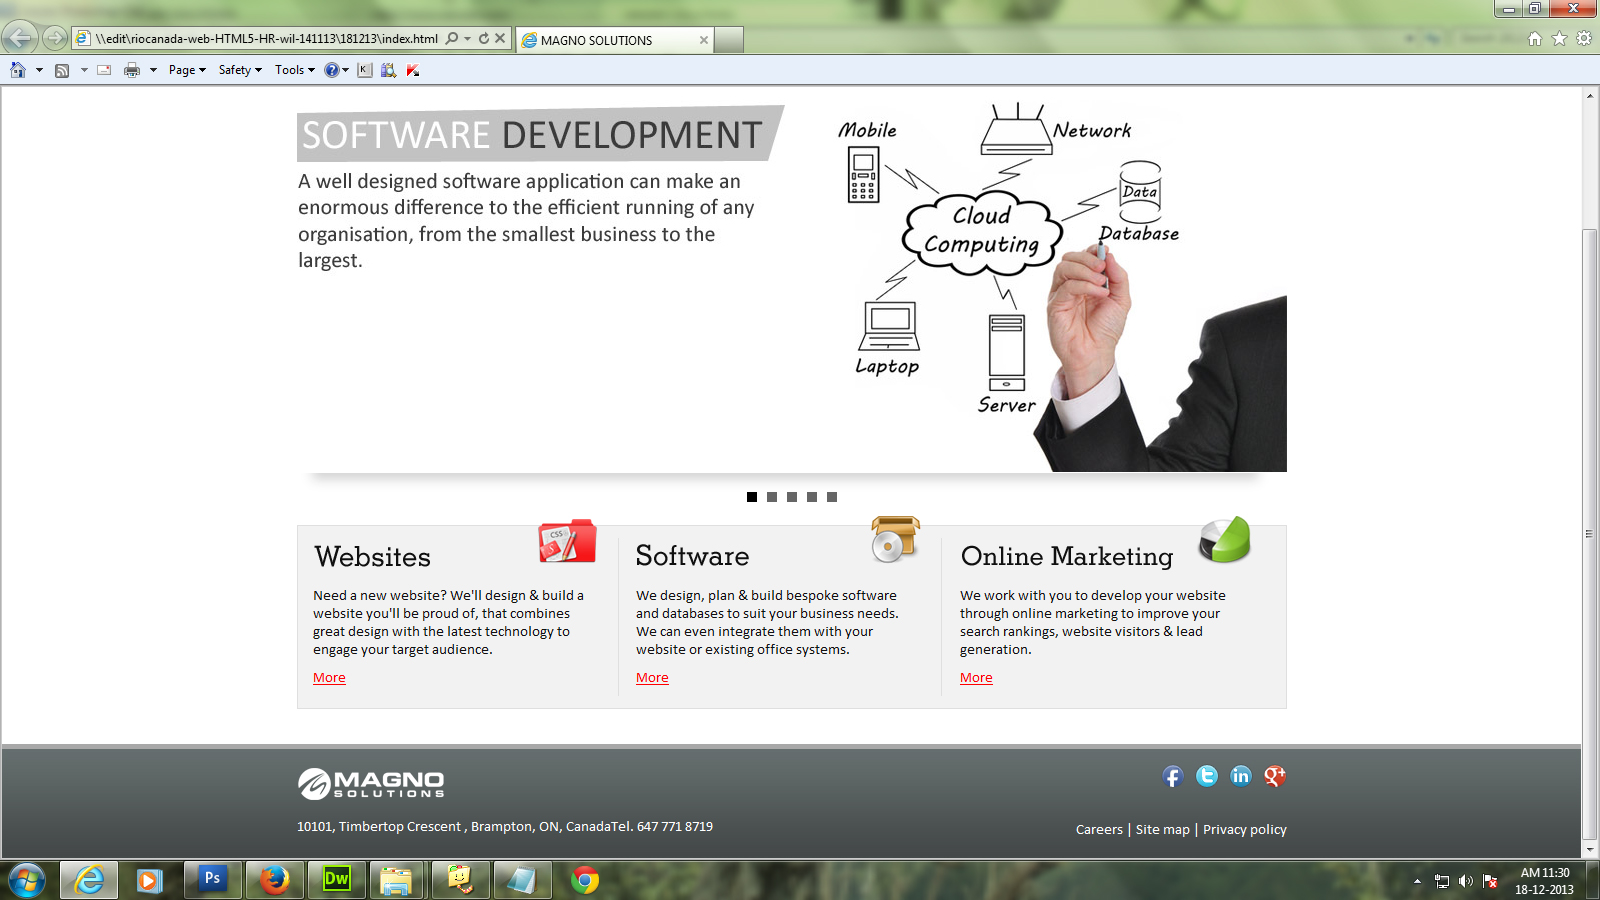 \\edit\riocanada-web-HTML5-HR-wil-141113\181213\index.html
MAGNO SOLUTIONS
Page
Safety
Tools
SOFTWARE DEVELOPMENT
A well designed software application can make an
enormous difference to the efficient running of any
organisation, from the smallest business to the
largest.
Mobile
Network
Data
Database
Cloud
Computing
Laptop
Server
Websites
Need a new website? We'll design & build a
website you'll be proud of, that combines
great design with the latest technology to
engage your target audience.
More
CSS
Software
We design, plan & build bespoke software
and databases to suit your business needs.
We can even integrate them with your
website or existing office systems.
More
Online Marketing
We work with you to develop your website
through online marketing to improve your
search rankings, website visitors & lead
generation.
More
MAGNO
SOLUTIONS
10101, Timbertop Crescent , Brampton, ON, CanadaTel. 647 771 8719
Careers | Site map | Privacy policy
Ps
Dw
AM 11:30
18-12-2013